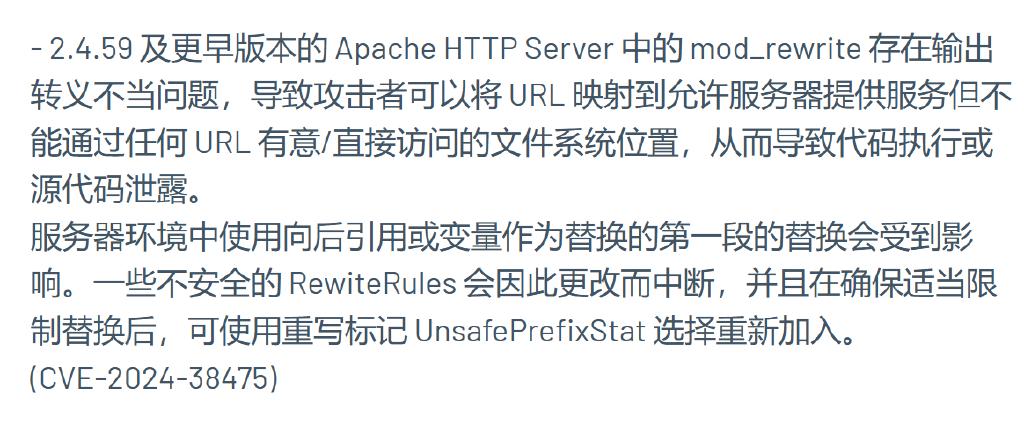 - 2.4.59 及更早版本的 Apache HTTP Server 中的 mod_rewrite 存在输出
转义不当问题，导致攻击者可以将 URL 映射到允许服务器提供服务但不
能通过任何 URL 有意/直接访问的文件系统位置，从而导致代码执行或
源代码泄露。
服务器环境中使用向后引用或变量作为替换的第一段的替换会受到影
响。一些不安全的 RewiteRules 会因此更改而中断，并且在确保适当限
制替换后，可使用重写标记 UnsafePrefixStat 选择重新加入。
(CVE-2024-38475)